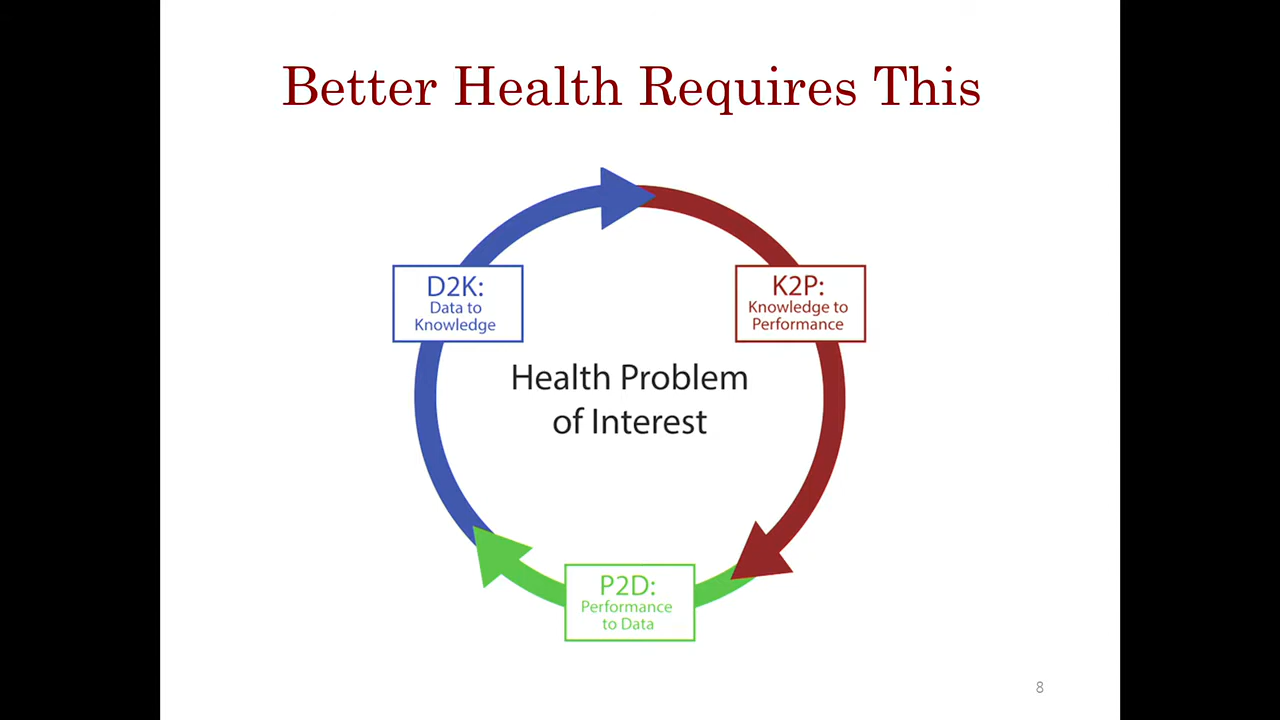 Better Health Requires This
D2K:
Data to
Knowledge
K2P:
Knowledge to
Performance
Health Problem
of Interest
P2D:
Performance
to Data
8